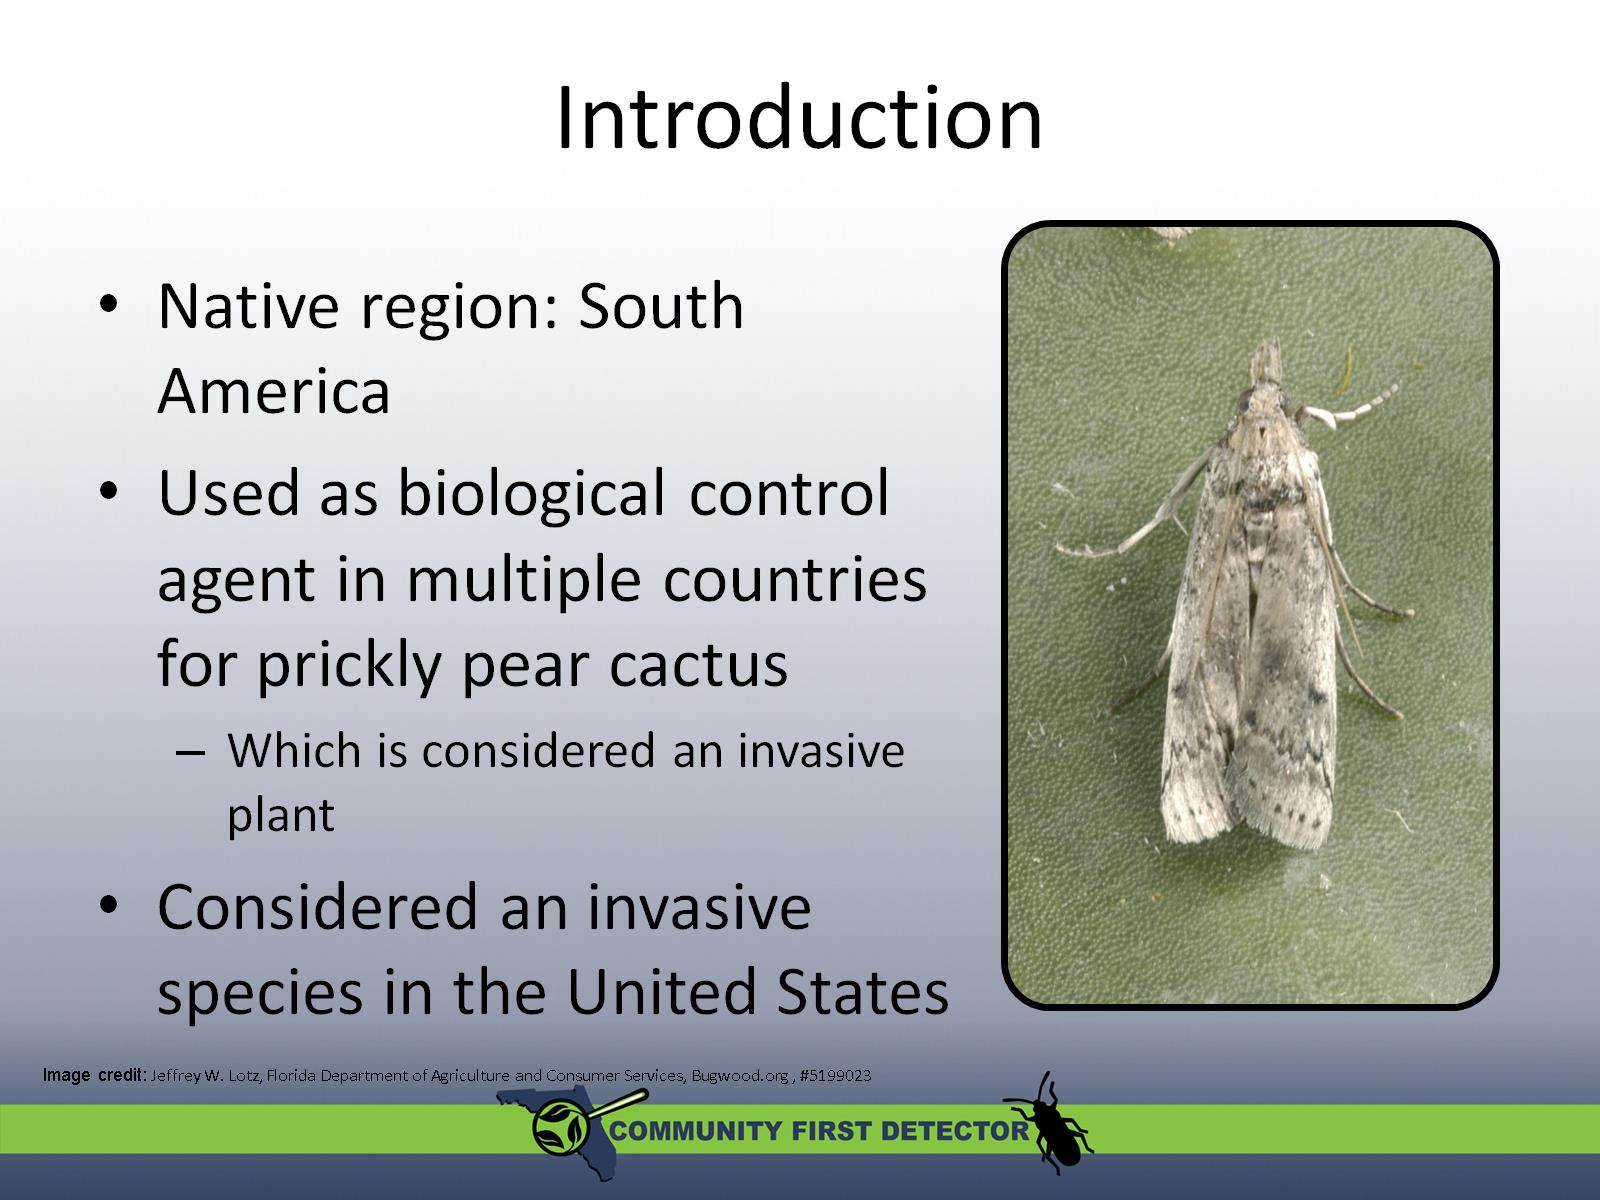 Introduction
• Native region: South
America
• Used as biological control
agent in multiple countries
for prickly pear cactus
– Which is considered an invasive
plant
• Considered an invasive
species in the United States
Image credit: Jeffrey W. Lotz, Florida Department of Agriculture and Consumer Services, Bugwood.org , #5199023
COMMUNITY FIRST DETECTOR